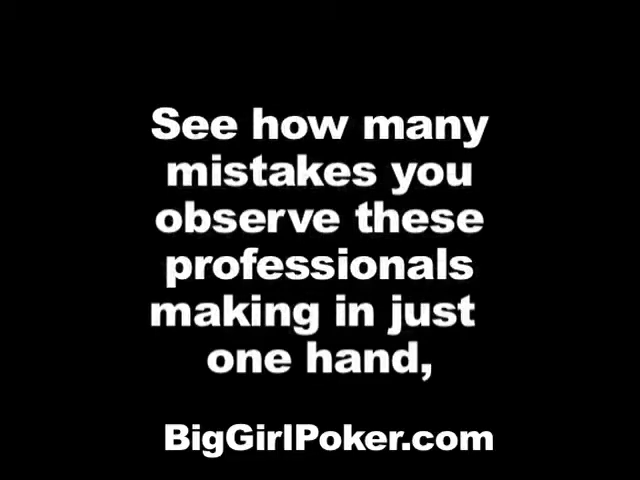 See how many
mistakes you
observe these
professionals
making in just
one hand,
BigGirlPoker.com